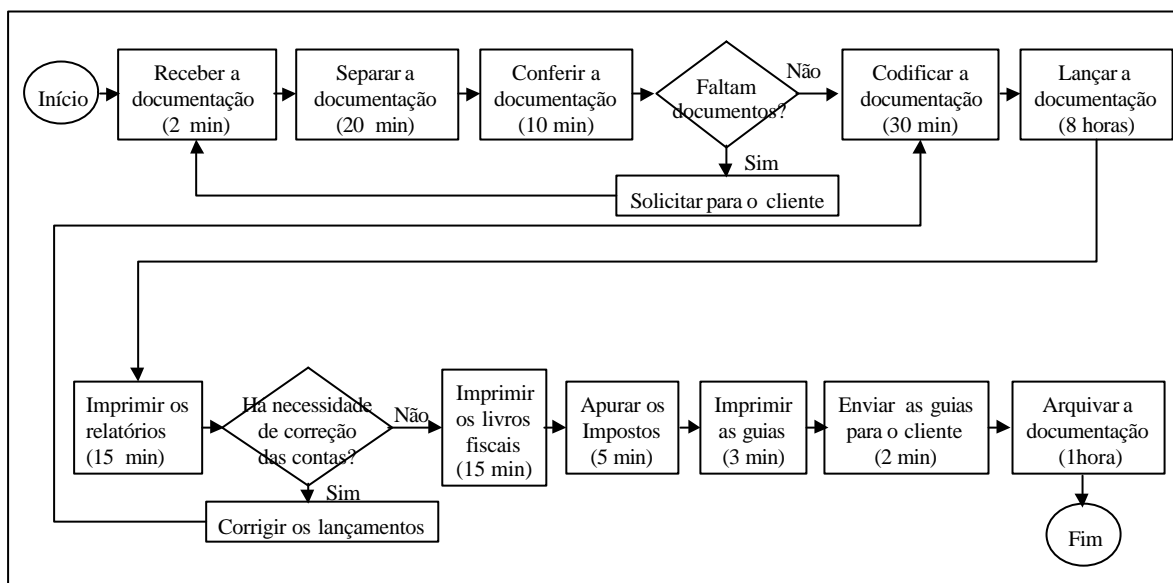 Início
Receber a
documentação
(2 min)
Separar a
documentação
(20 min)
Conferir a
documentação
(10 min)
Faltam
documentos?
Não
Codificar a
documentação
(30 min)
Lançar a
documentação
(8 horas)
Sim
Solicitar para o cliente
Imprimir os
relatórios
(15 min)
Ha necessidade
de correção
das contas?
Não
Imprimir
os livros
fiscais
(15 min)
Apurar os
Impostos
(5 min)
Imprimir
as guias
(3 min)
Enviar as guias
para o cliente
(2 min)
Arquivar a
documentação
(1hora)
Sim
Corrigir os lançamentos
Fim